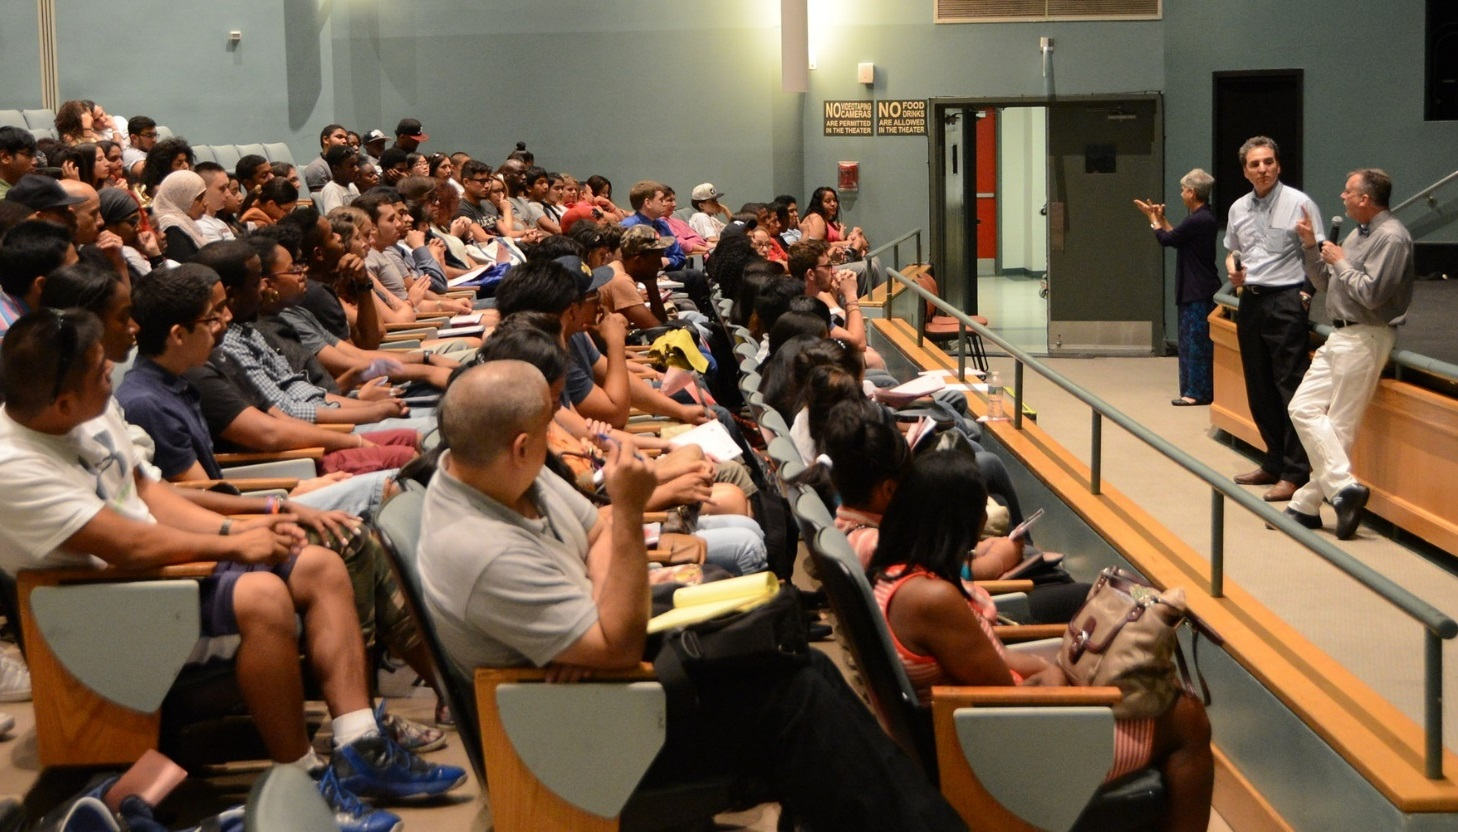 NO VIDEOTAPING
CAMERAS
ARE PERMITTED
IN THE THEATER
NO FOOD
DRINKS
ARE ALLOWED
IN THE THEATER